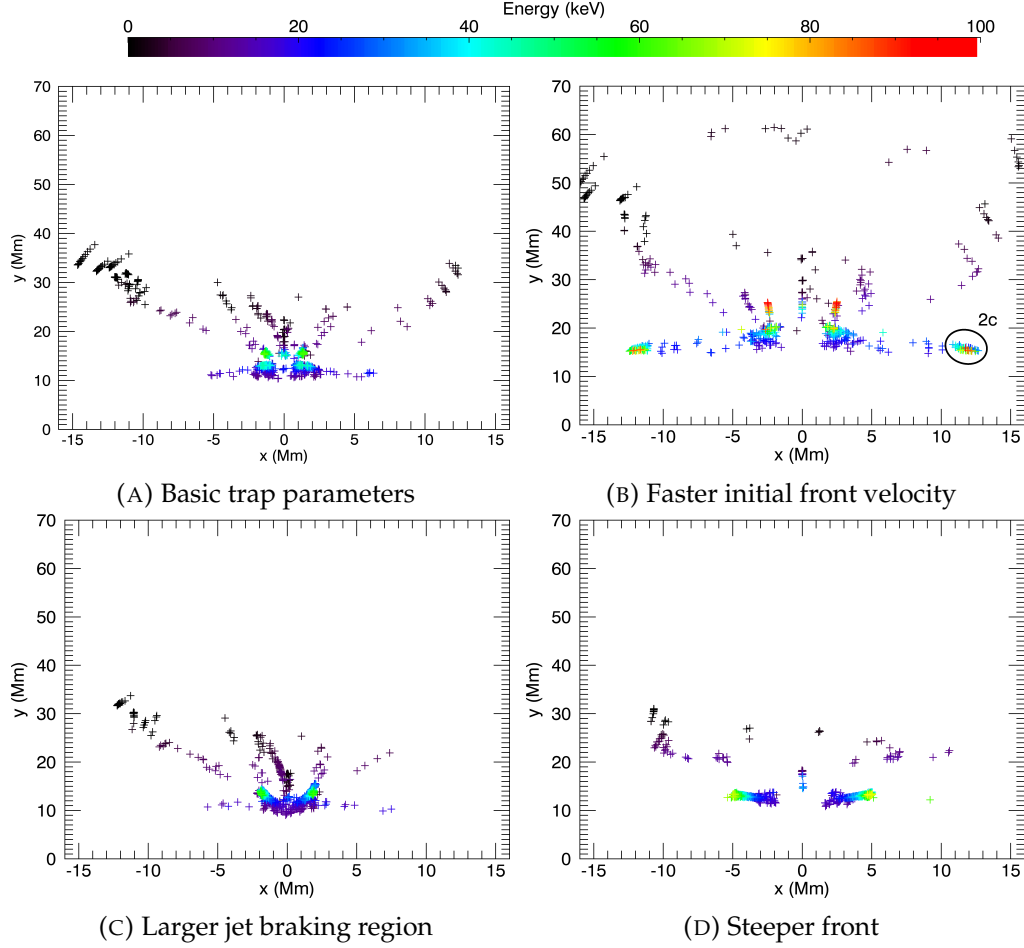 Energy (keV)
0 20 40 60 80 100
70
60
50
40
30
20
10
0
y (Mm)
-15 -10 -5 0 5 10 15
x (Mm)
(A) Basic trap parameters
70
60
50
40
30
20
10
0
y (Mm)
2c
-15 -10 -5 0 5 10 15
x (Mm)
(B) Faster initial front velocity
70
60
50
40
30
20
10
0
y (Mm)
-15 -10 -5 0 5 10 15
x (Mm)
(C) Larger jet braking region
70
60
50
40
30
20
10
0
y (Mm)
-15 -10 -5 0 5 10 15
x (Mm)
(D) Steeper front